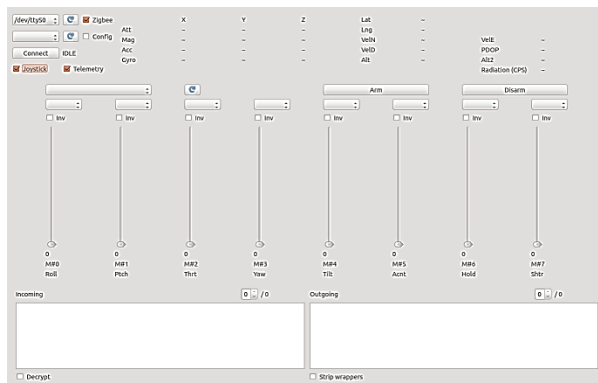 /dev/ttyS0 Zigbee X Y Z Lat –
Att – – – Lng –
Config Mag – – – VelN – VelE –
Connect IDLE Acc – – – VelD – PDOP –
Gyro – – – Alt – Alt2 –
Joystick Telemetry Radiation (CPS) –
Arm Disarm
Inv Inv Inv Inv Inv Inv Inv Inv
0 0 0 0 0 0 0 0
M#0 M#1 M#2 M#3 M#4 M#5 M#6 M#7
Roll Ptch Thrt Yaw Tilt Acnt Hold Shtr
Incoming 0 / 0 Outgoing 0 / 0
Decrypt Strip wrappers